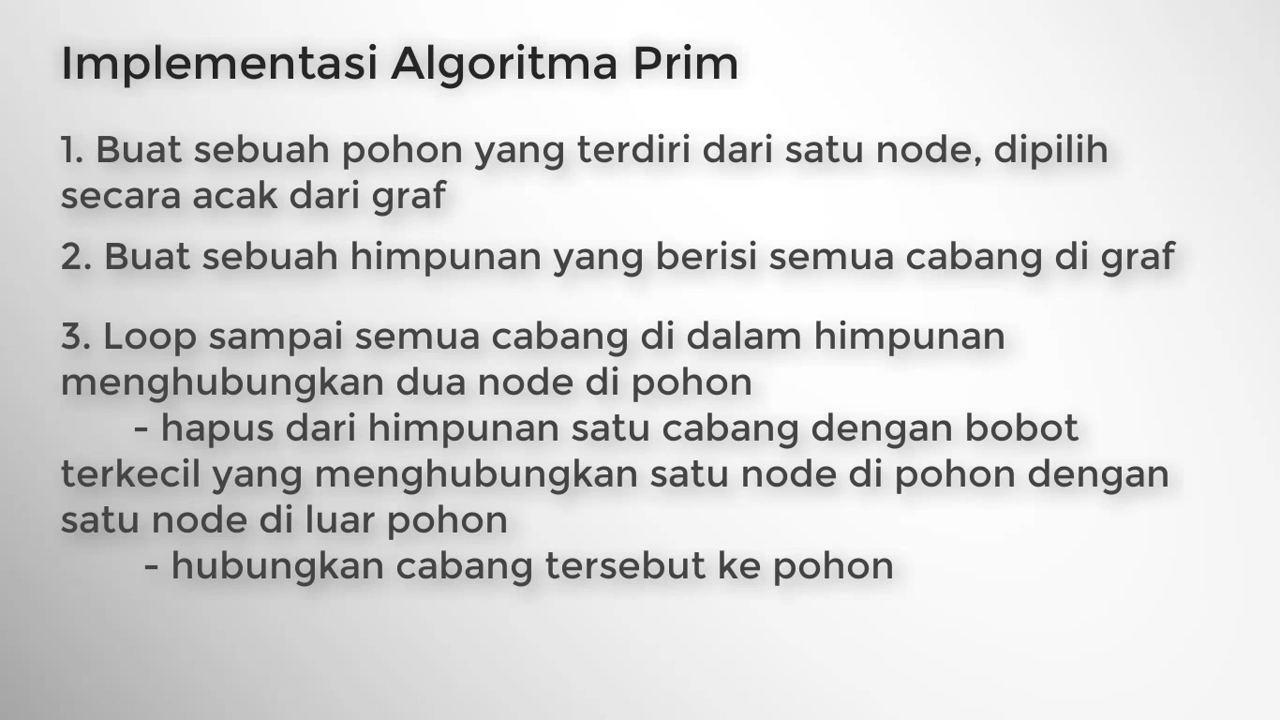 Implementasi Algoritma Prim
1. Buat sebuah pohon yang terdiri dari satu node, dipilih
secara acak dari graf
2. Buat sebuah himpunan yang berisi semua cabang di graf
3. Loop sampai semua cabang di dalam himpunan
menghubungkan dua node di pohon
- hapus dari himpunan satu cabang dengan bobot
terkecil yang menghubungkan satu node di pohon dengan
satu node di luar pohon
- hubungkan cabang tersebut ke pohon